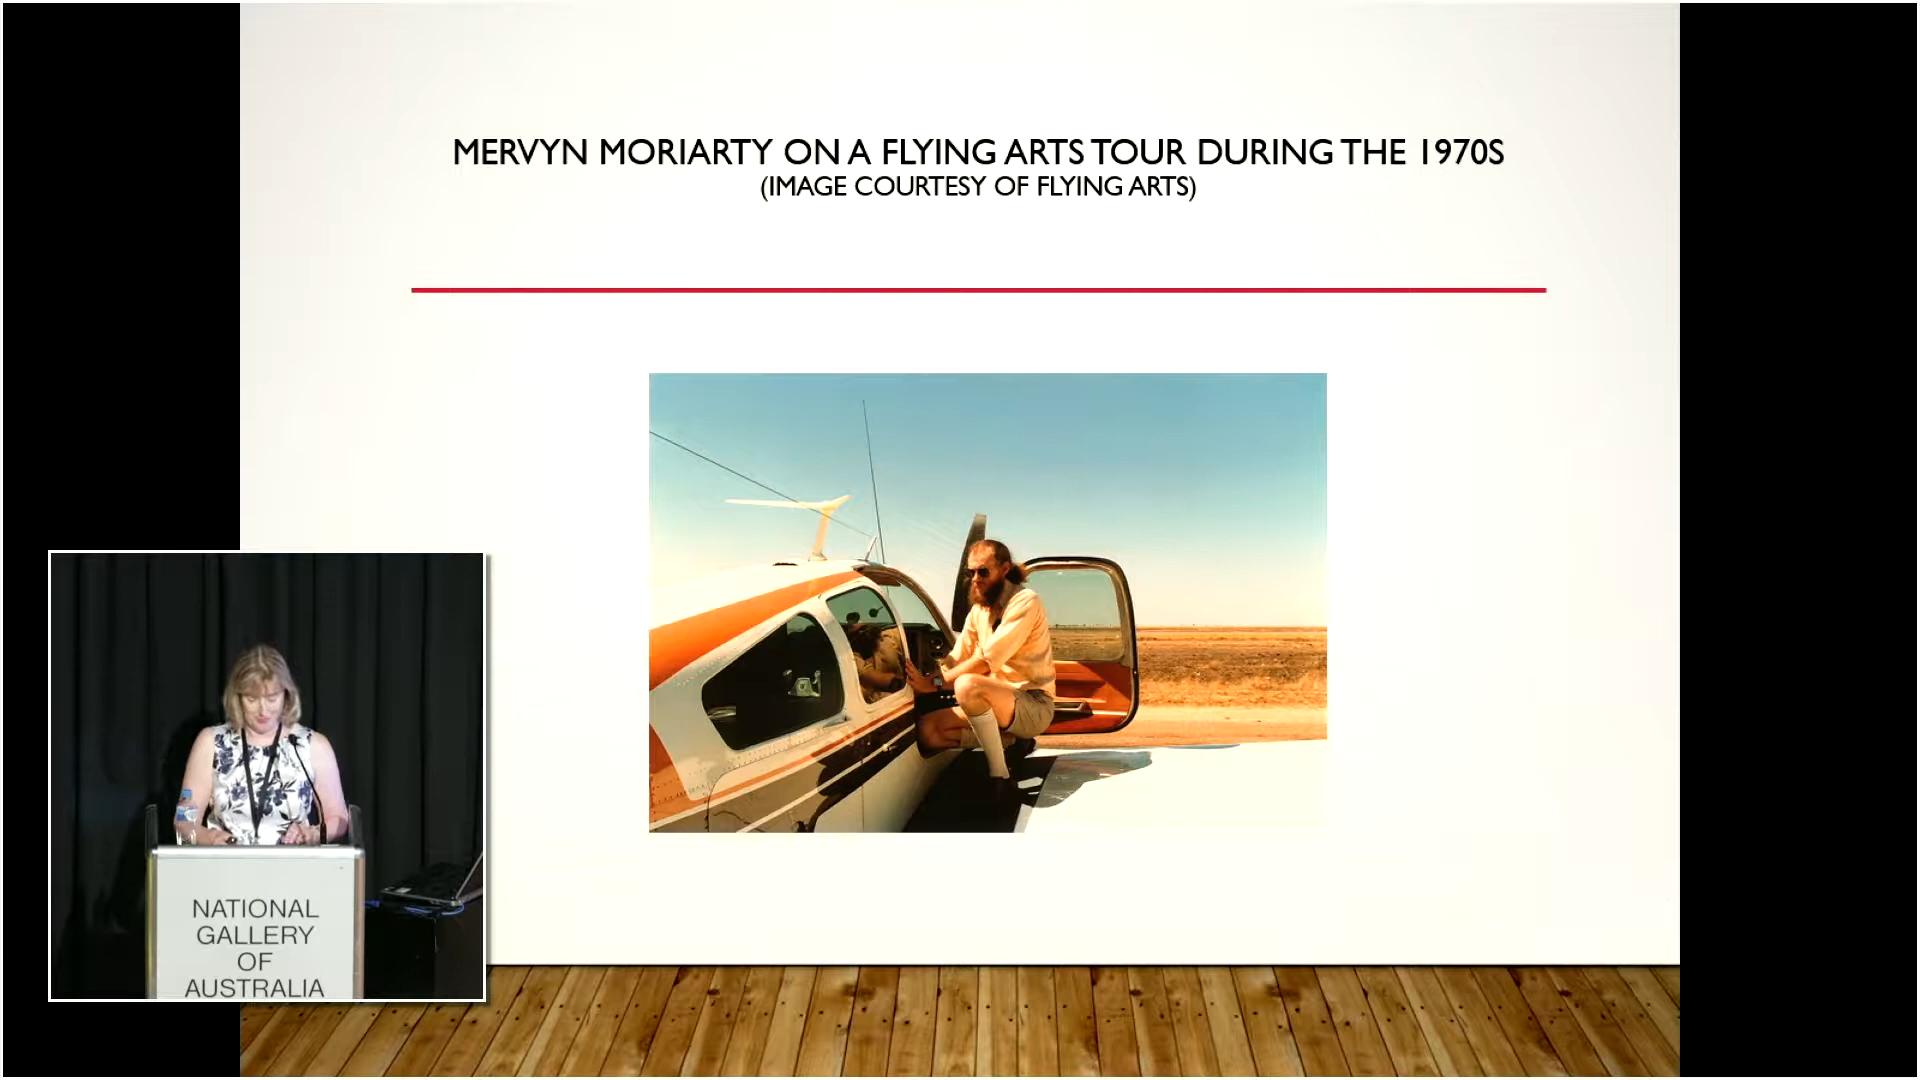 MERVYN MORIARTY ON A FLYING ARTS TOUR DURING THE 1970S
(IMAGE COURTESY OF FLYING ARTS)
NATIONAL
GALLERY
OF
AUSTRALIA